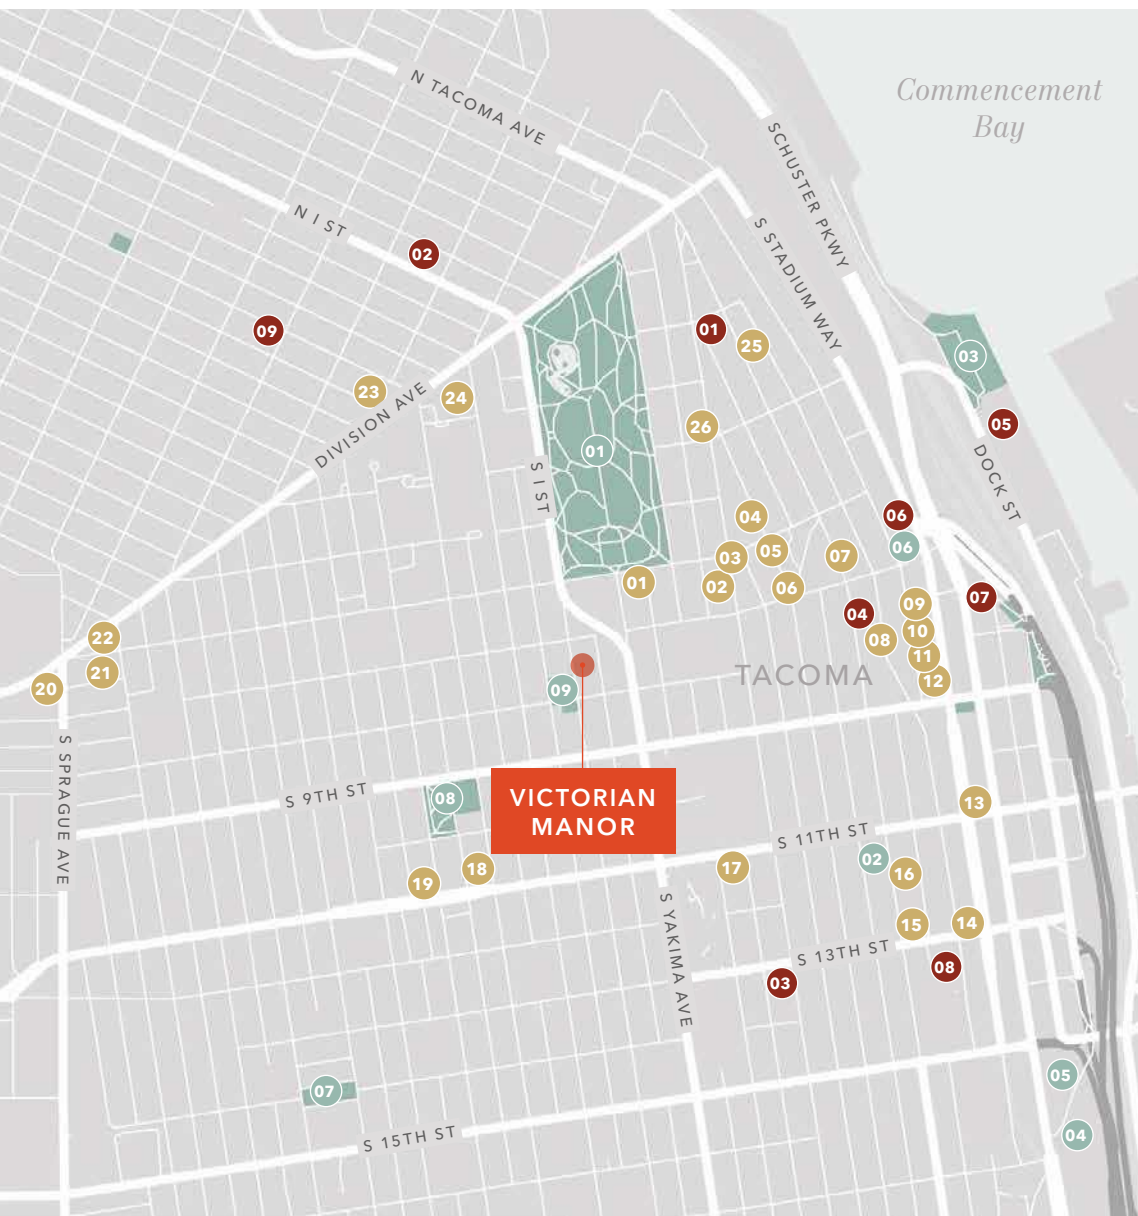 Commencement
Bay
N TACOMA AVE
SCHUSTER PKWY
N I ST
02
S STADIUM WAY
09
01
25
03
23
24
DIVISION AVE
26
05
01
S I ST
DOCK ST
04
06
06
03
05
07
01
02
06
07
04
09
08
10
22
11
21
12
20
TACOMA
09
S SPRAGUE AVE
VICTORIAN
MANOR
S 9TH ST
08
13
S 11TH ST
02
16
17
18
19
S YAKIMA AVE
15
14
S 13TH ST
08
03
05
07
04
S 15TH ST